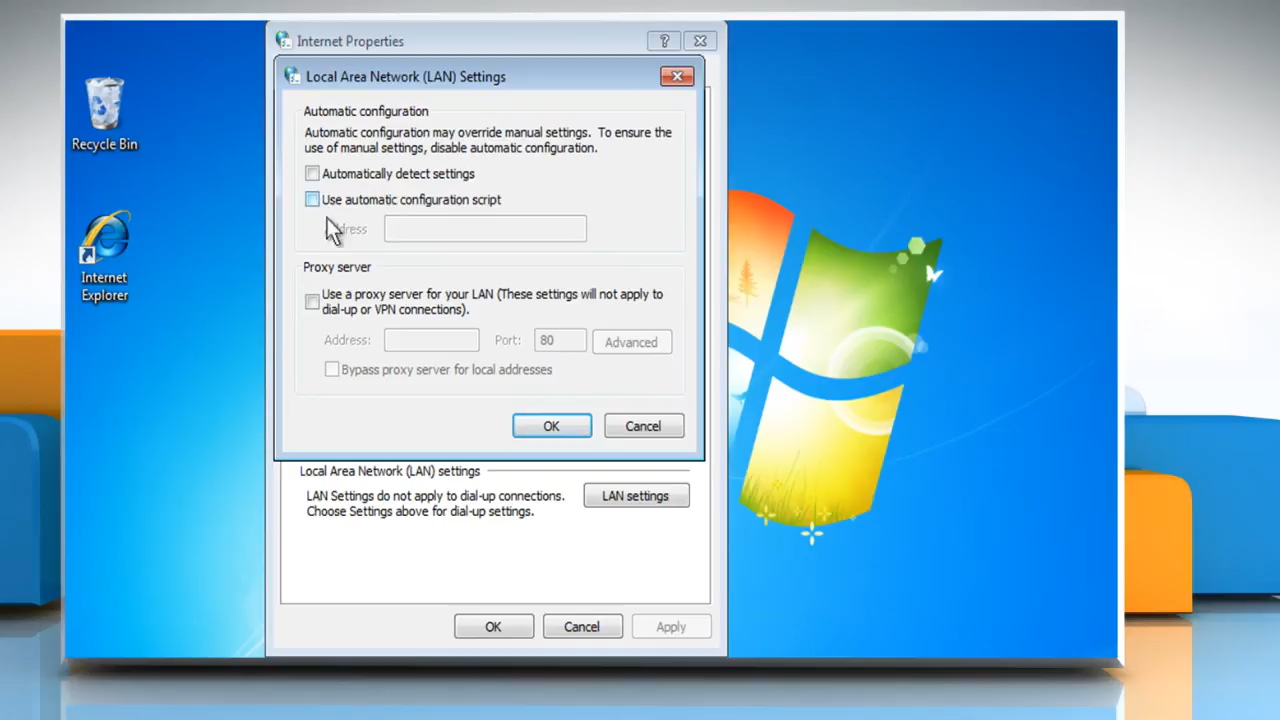 Internet Properties
Local Area Network (LAN) Settings
Recycle Bin
Internet
Explorer
Automatic configuration
Automatic configuration may override manual settings. To ensure the
use of manual settings, disable automatic configuration.
Automatically detect settings
Use automatic configuration script
Proxy server
Use a proxy server for your LAN (These settings will not apply to
dial-up or VPN connections).
Address: Port: 80 Advanced
Bypass proxy server for local addresses
OK Cancel
Local Area Network (LAN) settings
LAN Settings do not apply to dial-up connections.
Choose Settings above for dial-up settings.
LAN settings
OK Cancel Apply